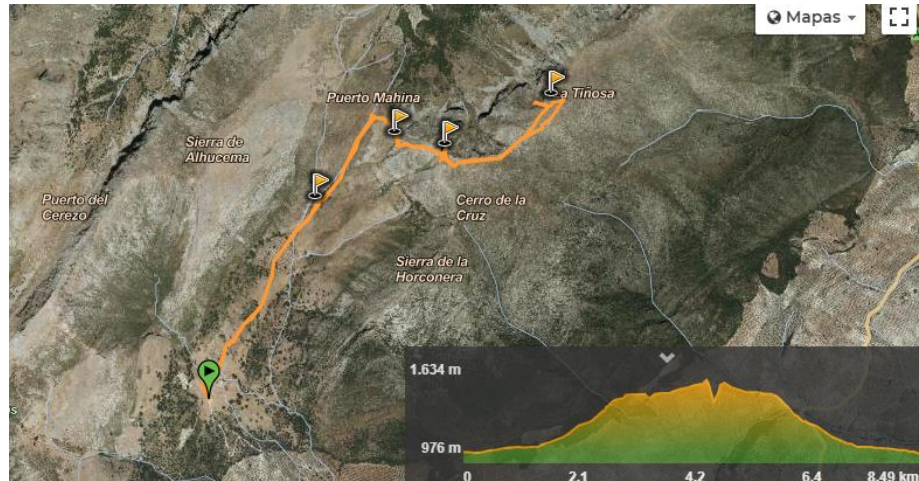 Mapas
Puerto Mahina
a Tiñosa
Sierra de
Alhucema
Puerto del
Cerezo
Cerro de la
Cruz
Sierra de la
Horconera
1.634 m
976 m
0
2.1
4.2
6.4
8.49 km